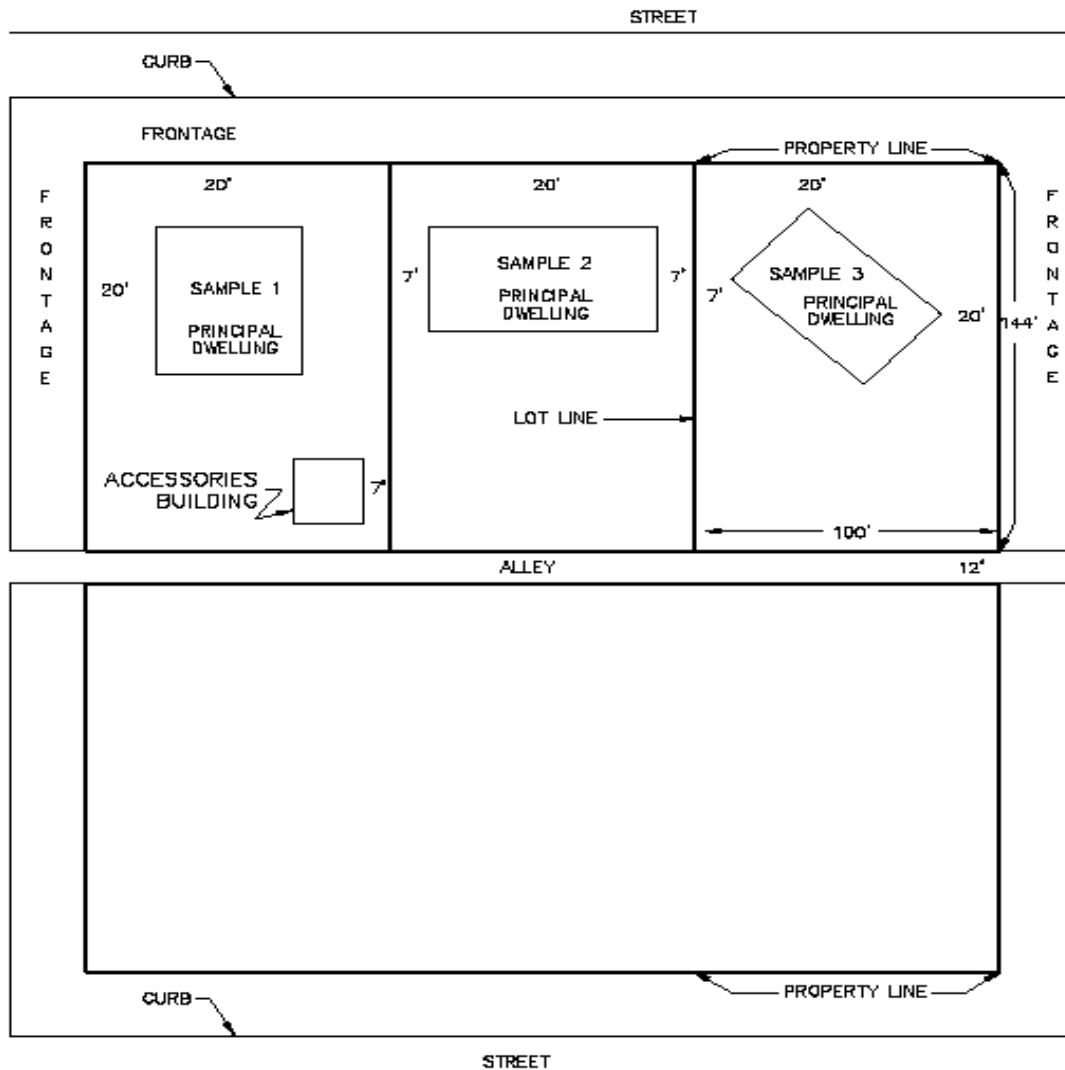 STREET
CURB
FRONTAGE
PROPERTY LINE
20'
20'
20'
FRONTAGE
FRONTAGE
7'
7'
SAMPLE 2
PRINCIPAL
DWELLING
SAMPLE 3
PRINCIPAL
DWELLING
20'
SAMPLE 1
PRINCIPAL
DWELLING
7'
20'
144'
LOT LINE
ACCESSORIES
BUILDING
7'
100'
ALLEY
12'
CURB
PROPERTY LINE
STREET